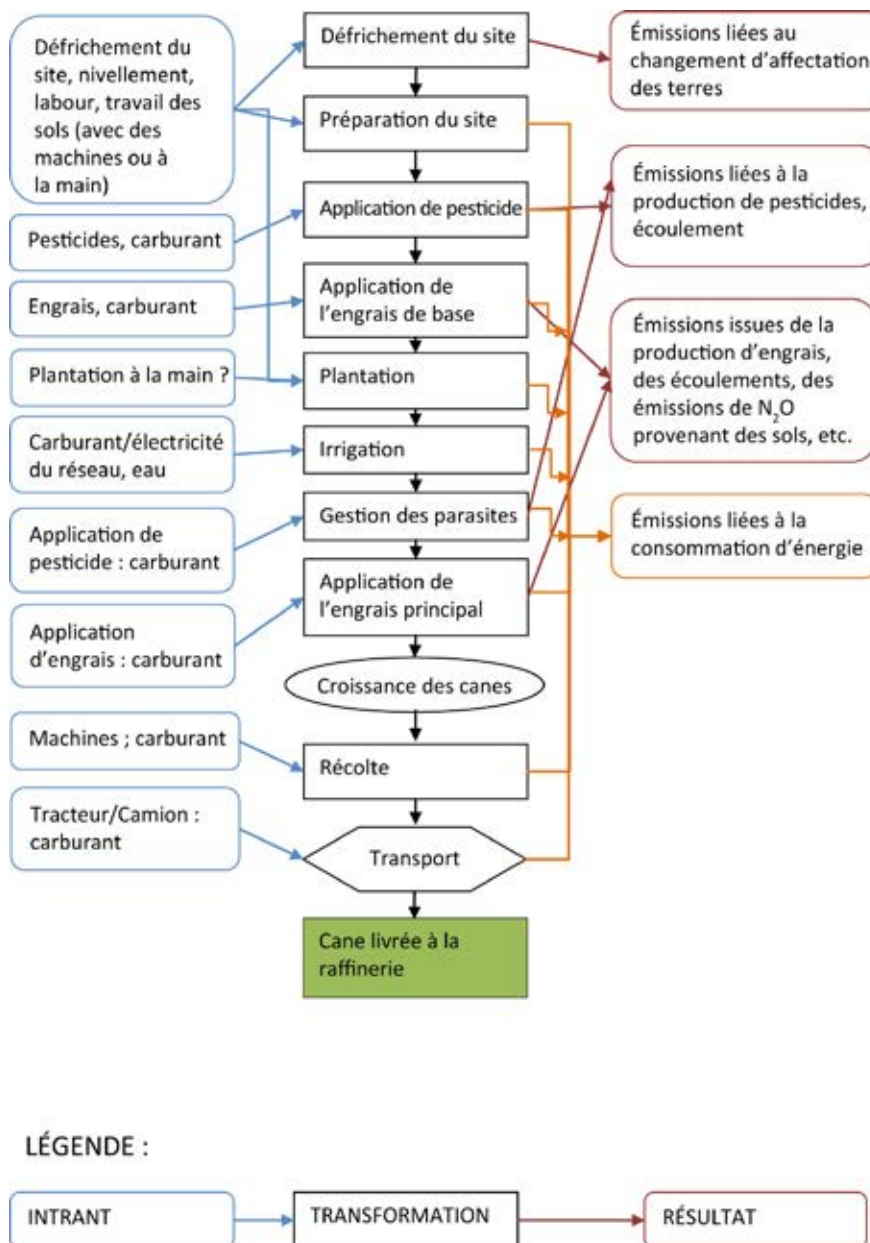 Défrichement du
site, nivellement,
labour, travail des
sols (avec des
machines ou à
la main)
Pesticides, carburant
Engrais, carburant
Plantation à la main ?
Carburant/électricité
du réseau, eau
Application de
pesticide : carburant
Application
d'engrais : carburant
Machines ; carburant
Tracteur/Camion :
carburant
Défrichement du site
Préparation du site
Application de pesticide
Application de
l'engrais de base
Plantation
Irrigation
Gestion des parasites
Application de
l'engrais principal
Croissance des canes
Récolte
Transport
Cane livrée à la
raffinerie
Émissions liées au
changement d'affectation
des terres
Émissions liées à la
production de pesticides,
écoulement
Émissions issues de la
production d'engrais,
des écoulements, des
émissions de N₂O
provenant des sols, etc.
Émissions liées à la
consommation d'énergie
LÉGENDE :
INTRANT
TRANSFORMATION
RÉSULTAT